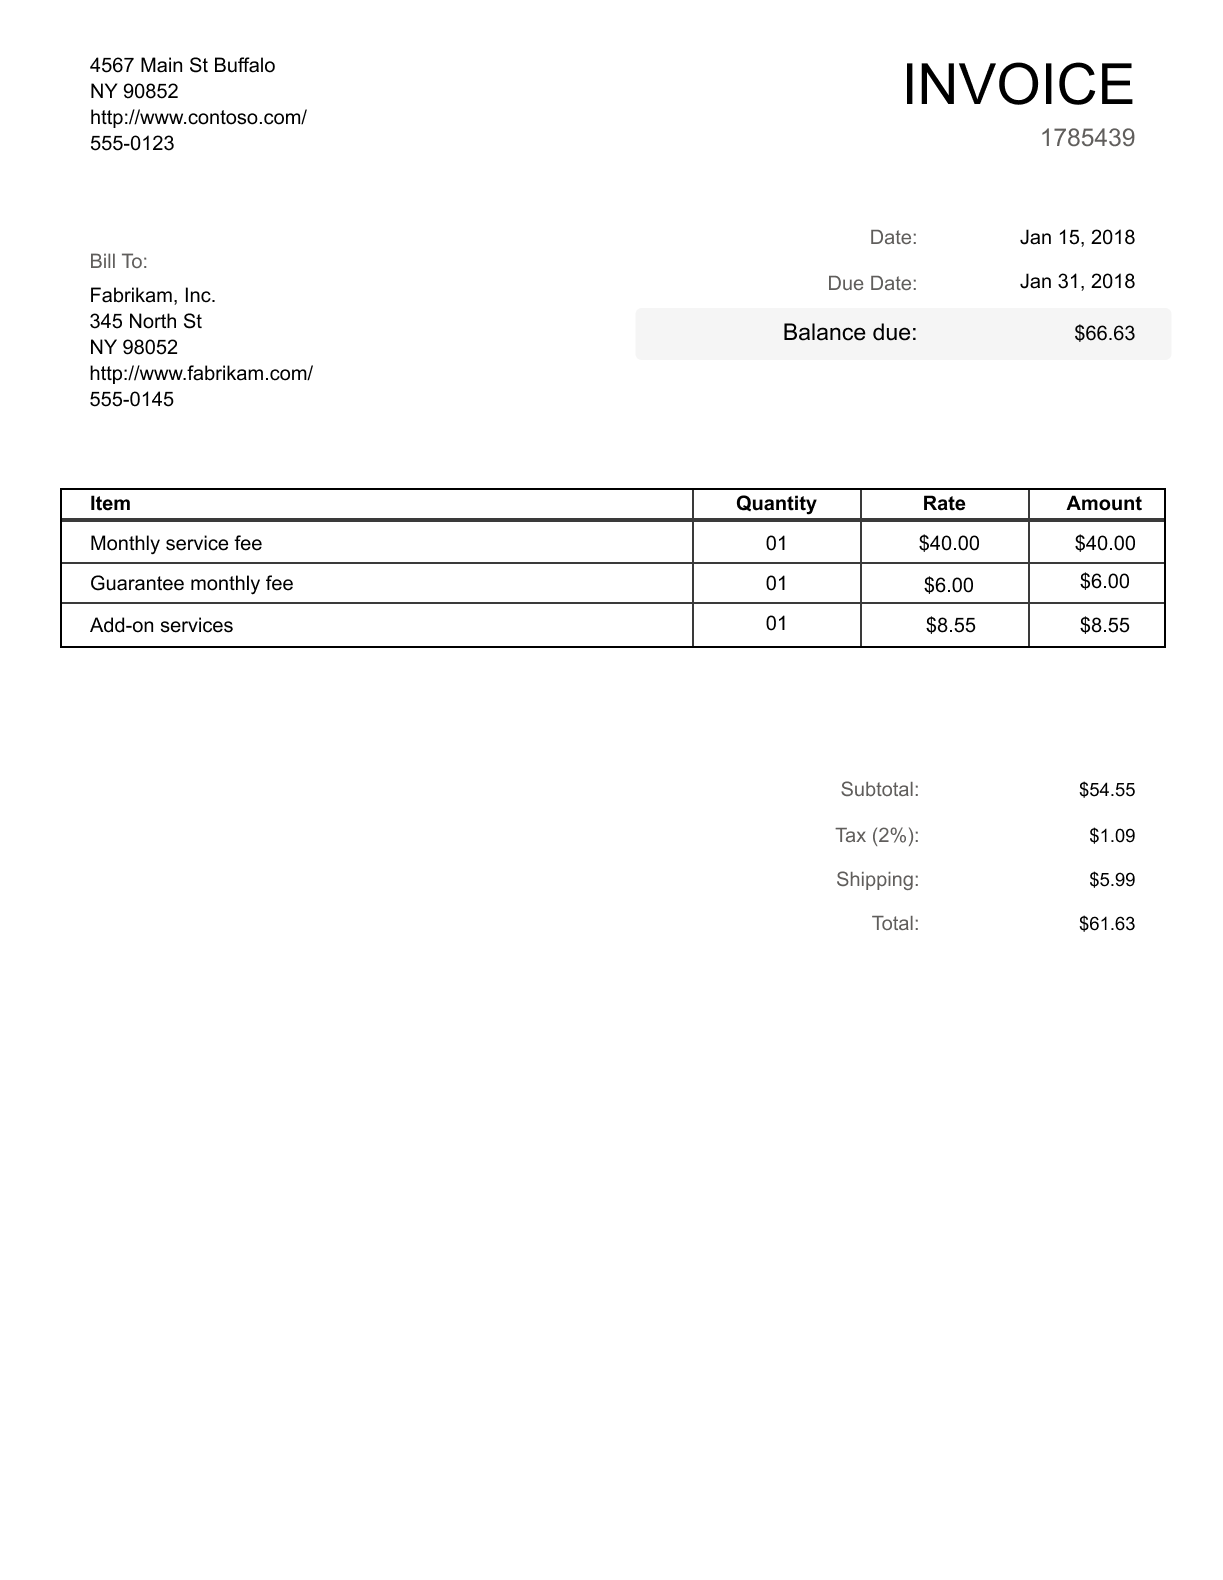 4567 Main St Buffalo
NY 90852
http://www.contoso.com/
555-0123
INVOICE
1785439
Date: Jan 15, 2018
Due Date: Jan 31, 2018
Balance due: $66.63
Bill To:
Fabrikam, Inc.
345 North St
NY 98052
http://www.fabrikam.com/
555-0145
Item Quantity Rate Amount
Monthly service fee 01 $40.00 $40.00
Guarantee monthly fee 01 $6.00 $6.00
Add-on services 01 $8.55 $8.55
Subtotal: $54.55
Tax (2%): $1.09
Shipping: $5.99
Total: $61.63